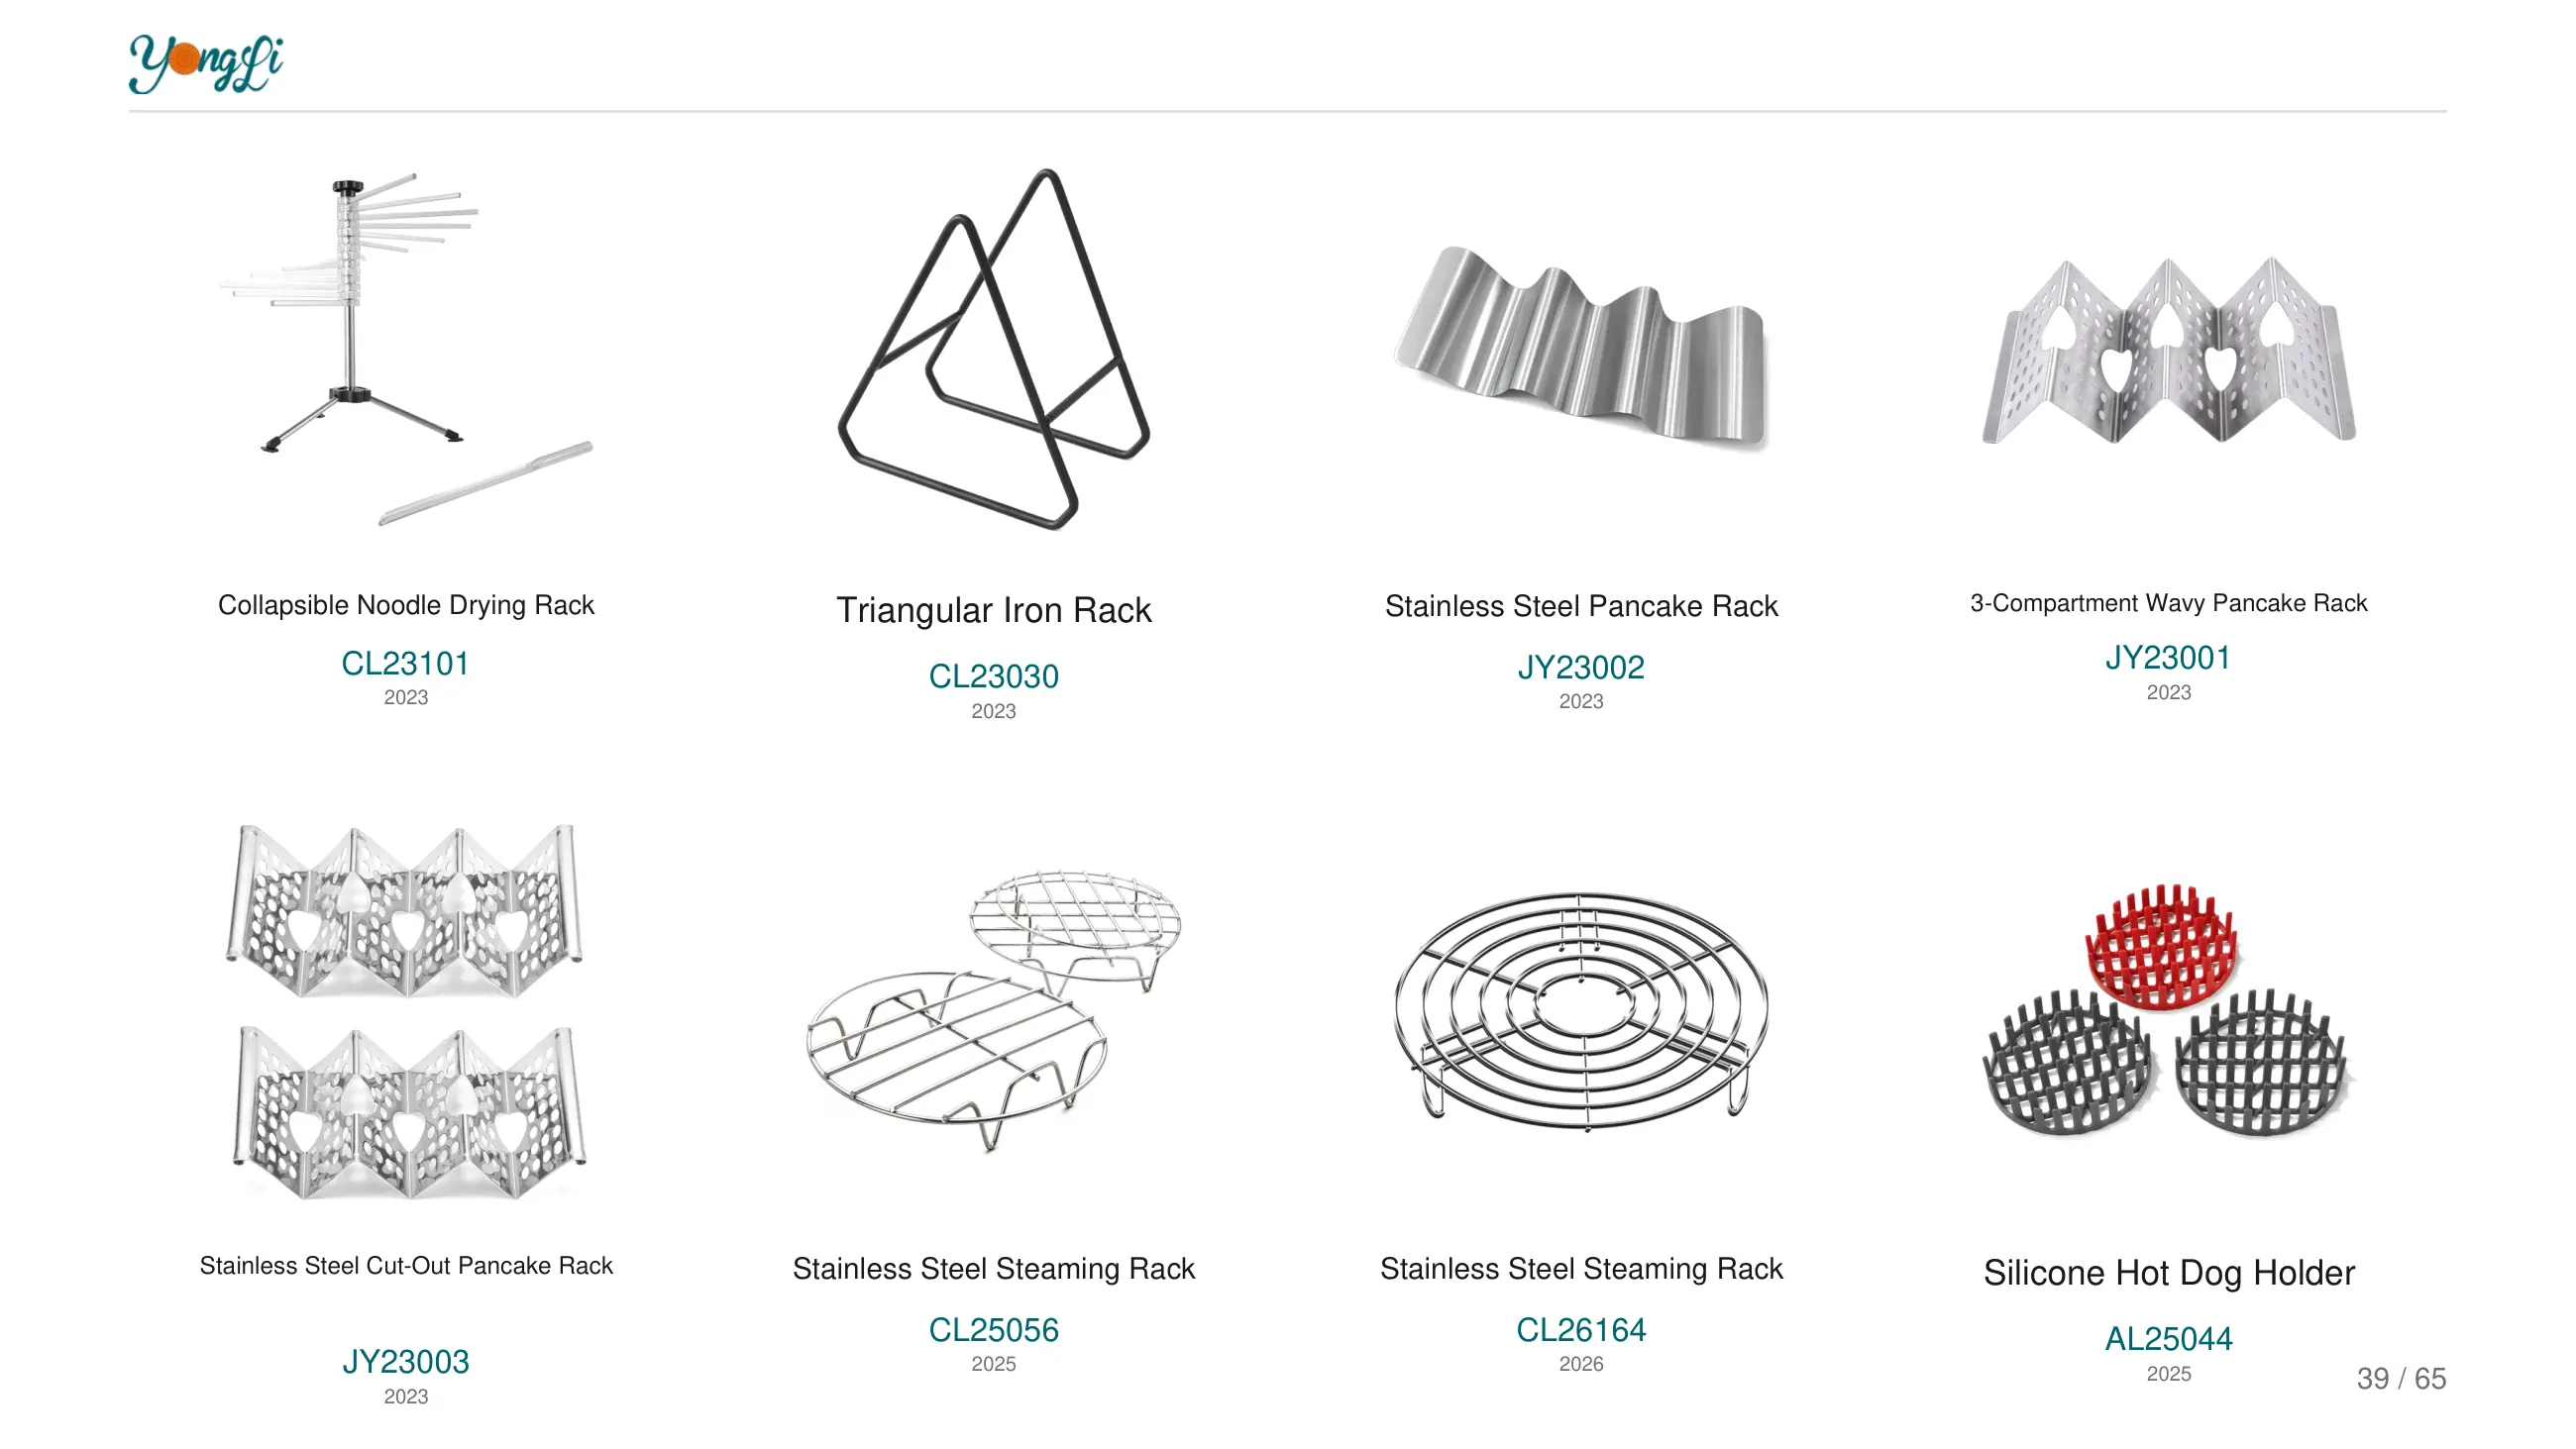 YongLi
Collapsible Noodle Drying Rack
CL23101
2023
Triangular Iron Rack
CL23030
2023
Stainless Steel Pancake Rack
JY23002
2023
3-Compartment Wavy Pancake Rack
JY23001
2023
Stainless Steel Cut-Out Pancake Rack
JY23003
2023
Stainless Steel Steaming Rack
CL25056
2025
Stainless Steel Steaming Rack
CL26164
2026
Silicone Hot Dog Holder
AL25044
2025
39 / 65